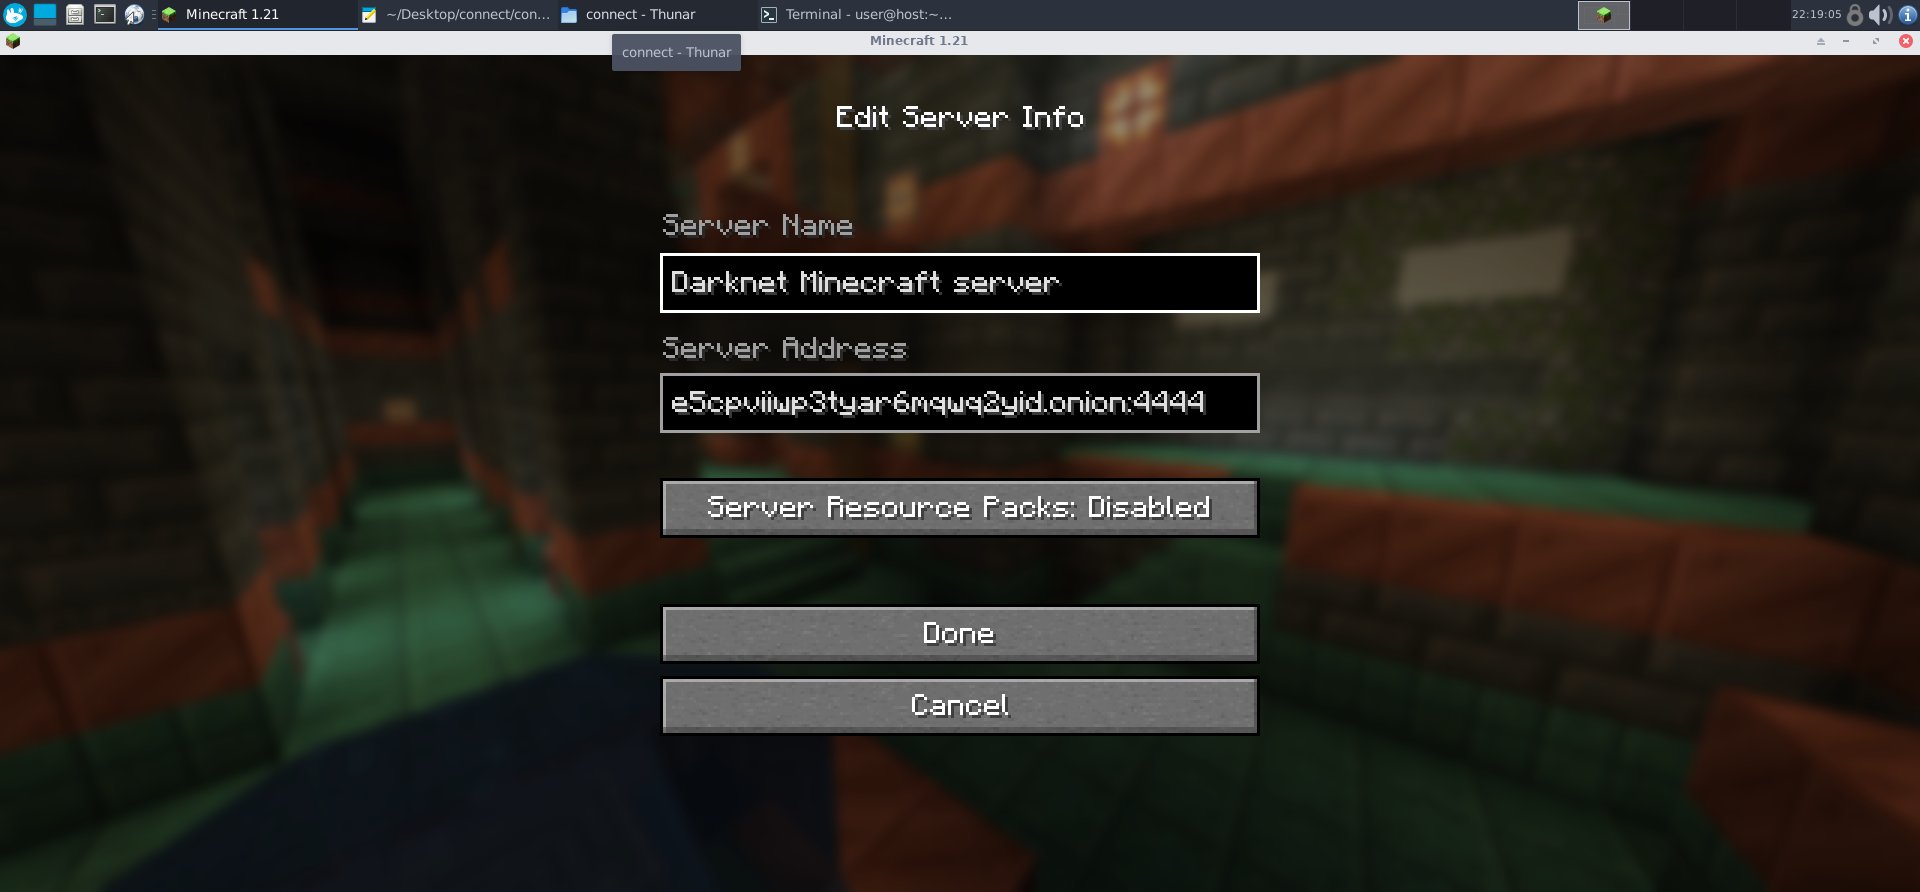 Minecraft 1.21
~/Desktop/connect/con...
connect - Thunar
Terminal - user@host:~...
22:19:05
Minecraft 1.21
connect - Thunar
Edit Server Info
Server Name
Darknet Minecraft server
Server Address
e5cpviiwp3tyar6mqwq2yid.onion:4444
Server Resource Packs: Disabled
Done
Cancel